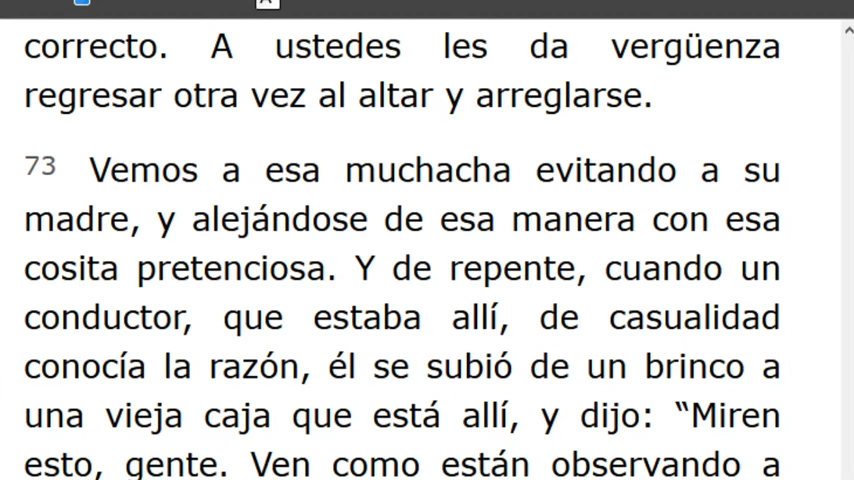 correcto. A ustedes les da vergüenza
regresar otra vez al altar y arreglarse.
73 Vemos a esa muchacha evitando a su
madre, y alejándose de esa manera con esa
cosita pretenciosa. Y de repente, cuando un
conductor, que estaba allí, de casualidad
conocía la razón, él se subió de un brinco a
una vieja caja que está allí, y dijo: “Miren
esto, gente. Ven como están observando a